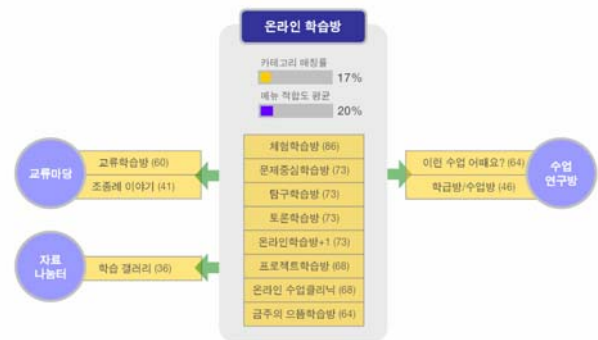 온라인 학습방
카테고리 매칭률
17%
메뉴 적합도 평균
20%
교류마당
교류학습방 (60)
조종례 이야기 (41)
자료
나눔터
학습 갤러리 (36)
체험학습방 (86)
문제중심학습방 (73)
탐구학습방 (73)
토론학습방 (73)
온라인학습방+1 (73)
프로젝트학습방 (68)
온라인 수업클리닉 (68)
금주의 으뜸학습방 (64)
이런 수업 어때요? (64)
학급방/수업방 (46)
수업
연구방